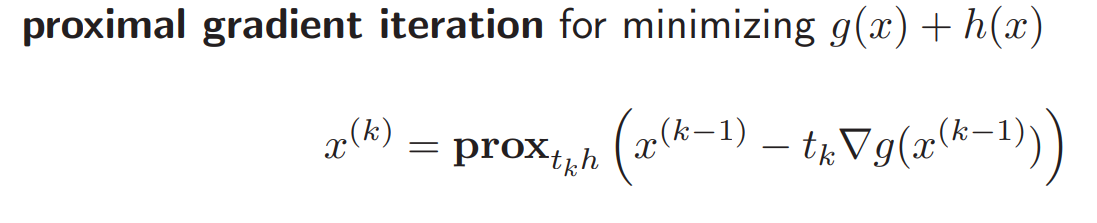 proximal gradient iteration for minimizing g(x) + h(x)
x^{(k)} = prox_{t_k h} (x^{(k−1)} − t_k∇g(x^{(k−1)}))